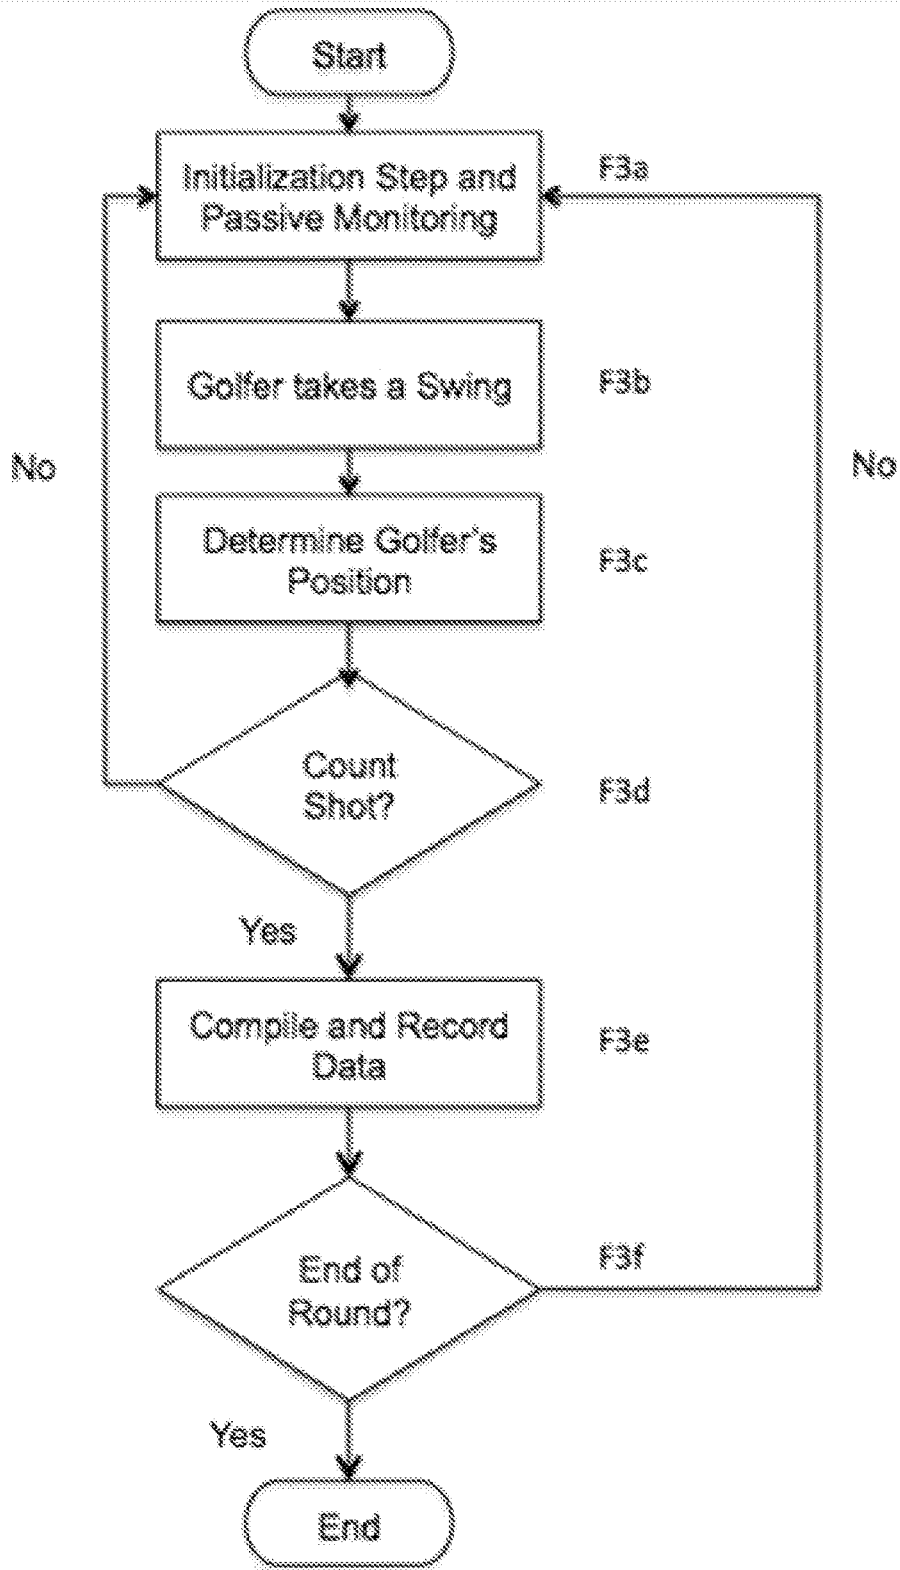 Start
Initialization Step and
Passive Monitoring
F3a
Golfer takes a Swing
F3b
No
No
Determine Golfer's
Position
F3c
Count
Shot?
F3d
Yes
Compile and Record
Data
F3e
End of
Round?
F3f
Yes
End